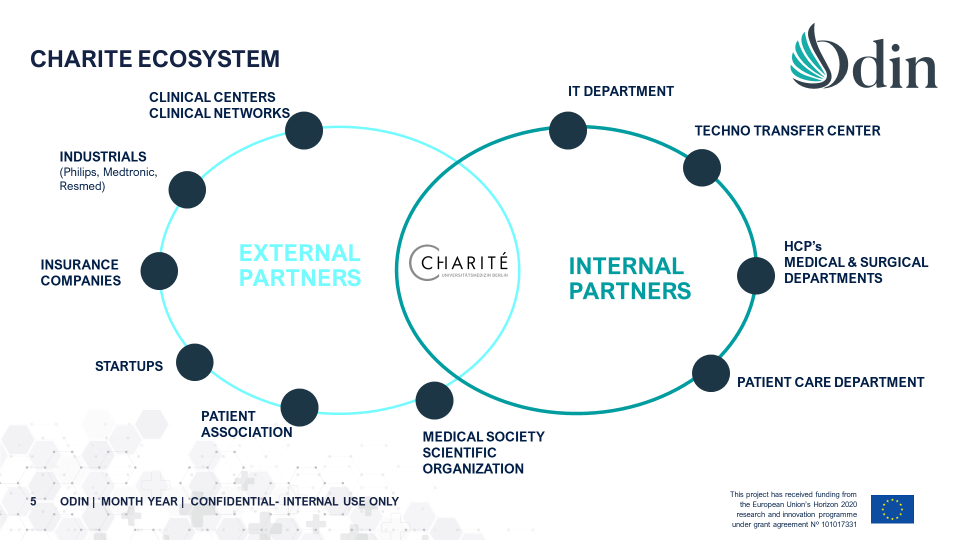 CHARITE ECOSYSTEM
Odin
CLINICAL CENTERS
CLINICAL NETWORKS
IT DEPARTMENT
TECHNO TRANSFER CENTER
INDUSTRIALS
(Philips, Medtronic,
Resmed)
HCP’s
MEDICAL & SURGICAL
DEPARTMENTS
EXTERNAL
PARTNERS
CHARITÉ
UNIVERSITÄTSMEDIZIN BERLIN
INTERNAL
PARTNERS
INSURANCE
COMPANIES
STARTUPS
PATIENT CARE DEPARTMENT
PATIENT
ASSOCIATION
MEDICAL SOCIETY
SCIENTIFIC
ORGANIZATION
5 ODIN | MONTH YEAR | CONFIDENTIAL- INTERNAL USE ONLY
This project has received funding from
the European Union’s Horizon 2020
research and innovation programme
under grant agreement Nº 101017331